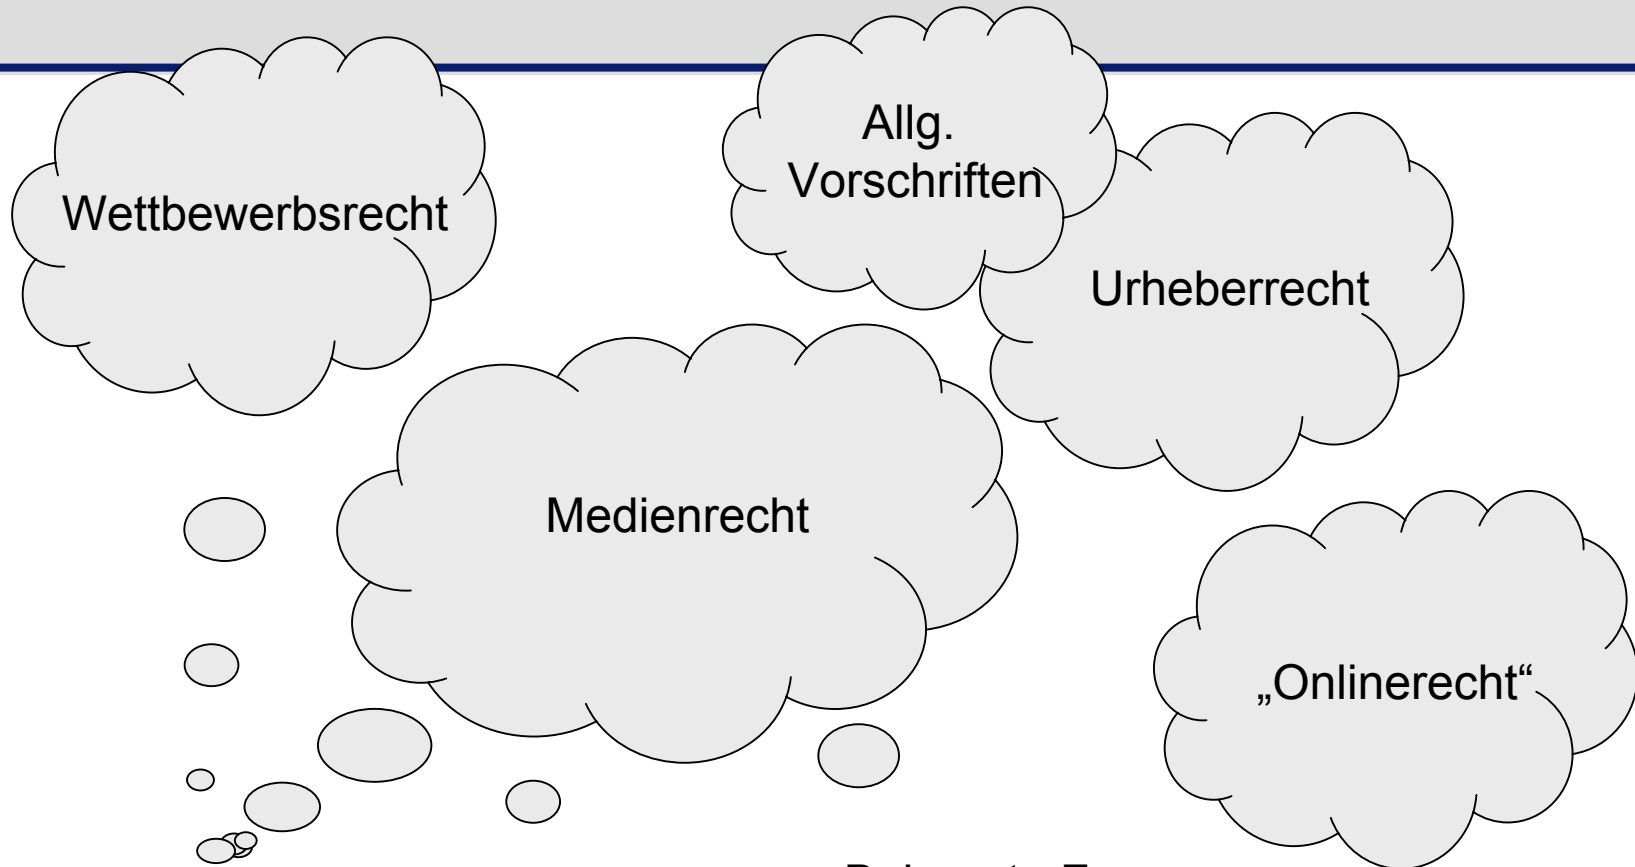 Allg.
Vorschriften
Wettbewerbsrecht
Urheberrecht
Medienrecht
„Onlinerecht“